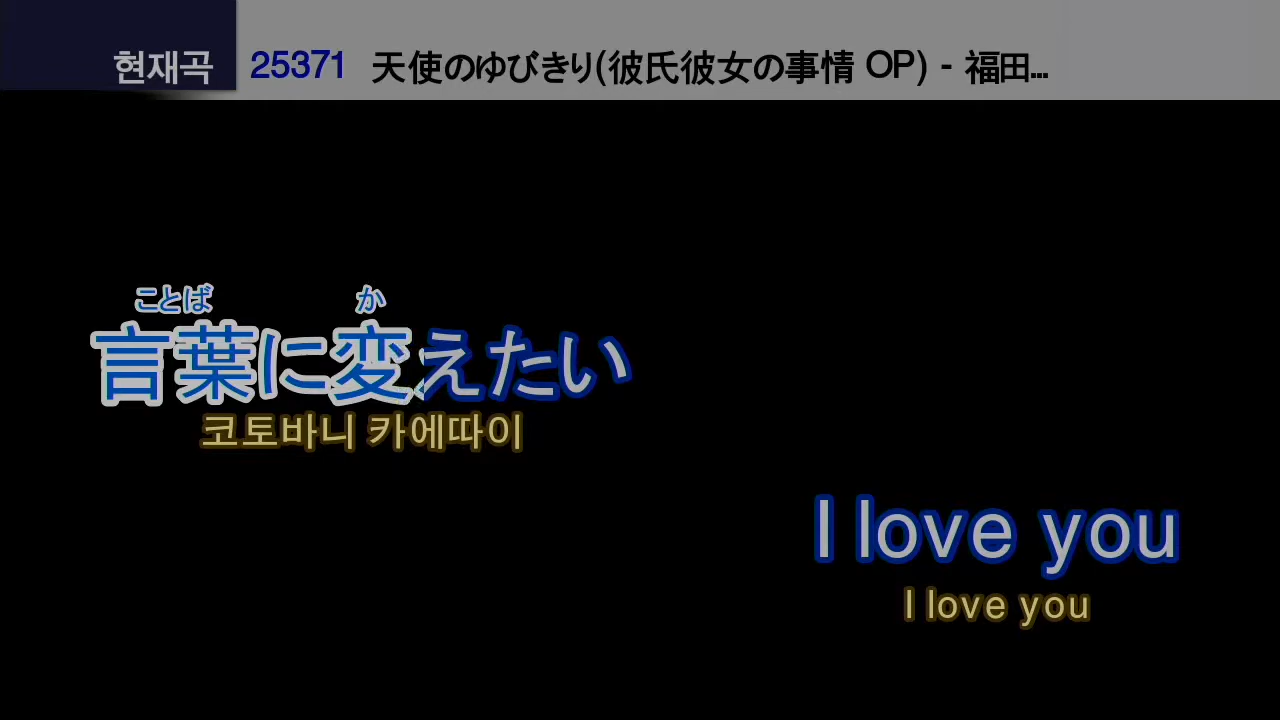 현재곡 25371 天使のゆびきり(彼氏彼女の事情 OP) - 福田...
ことば か
言葉に変えたい
코토바니 카에따이
I love you
I love you